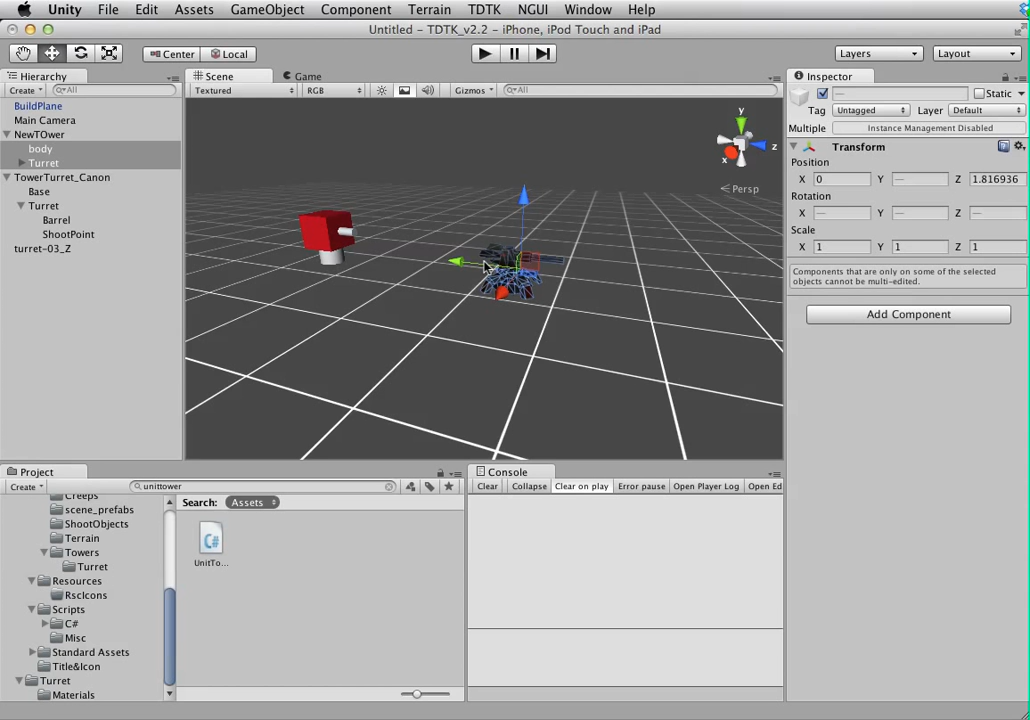 Unity File Edit Assets GameObject Component Terrain TDTK NGUI Window Help
Untitled - TDTK_v2.2 - iPhone, iPod Touch and iPad
Center Local Layers Layout
Hierarchy
Create All
BuildPlane
Main Camera
NewTOwer
body
Turret
TowerTurret_Canon
Base
Turret
Barrel
ShootPoint
turret-03_Z
Scene Game
Textured RGB Gizmos All
y
z
x
Persp
Inspector
Static
Tag Untagged Layer Default
Multiple Instance Management Disabled
Transform
Position
X 0 Y — Z 1.816936
Rotation
X — Y — Z —
Scale
X 1 Y 1 Z 1
Components that are only on some of the selected
objects cannot be multi-edited.
Add Component
Project
Create unittower
Creeps
scene_prefabs
ShootObjects
Terrain
Towers
Turret
Resources
RscIcons
Scripts
C#
Misc
Standard Assets
Title&Icon
Turret
Materials
Search: Assets
C#
UnitTo...
Console
Clear Collapse Clear on play Error pause Open Player Log Open Ed